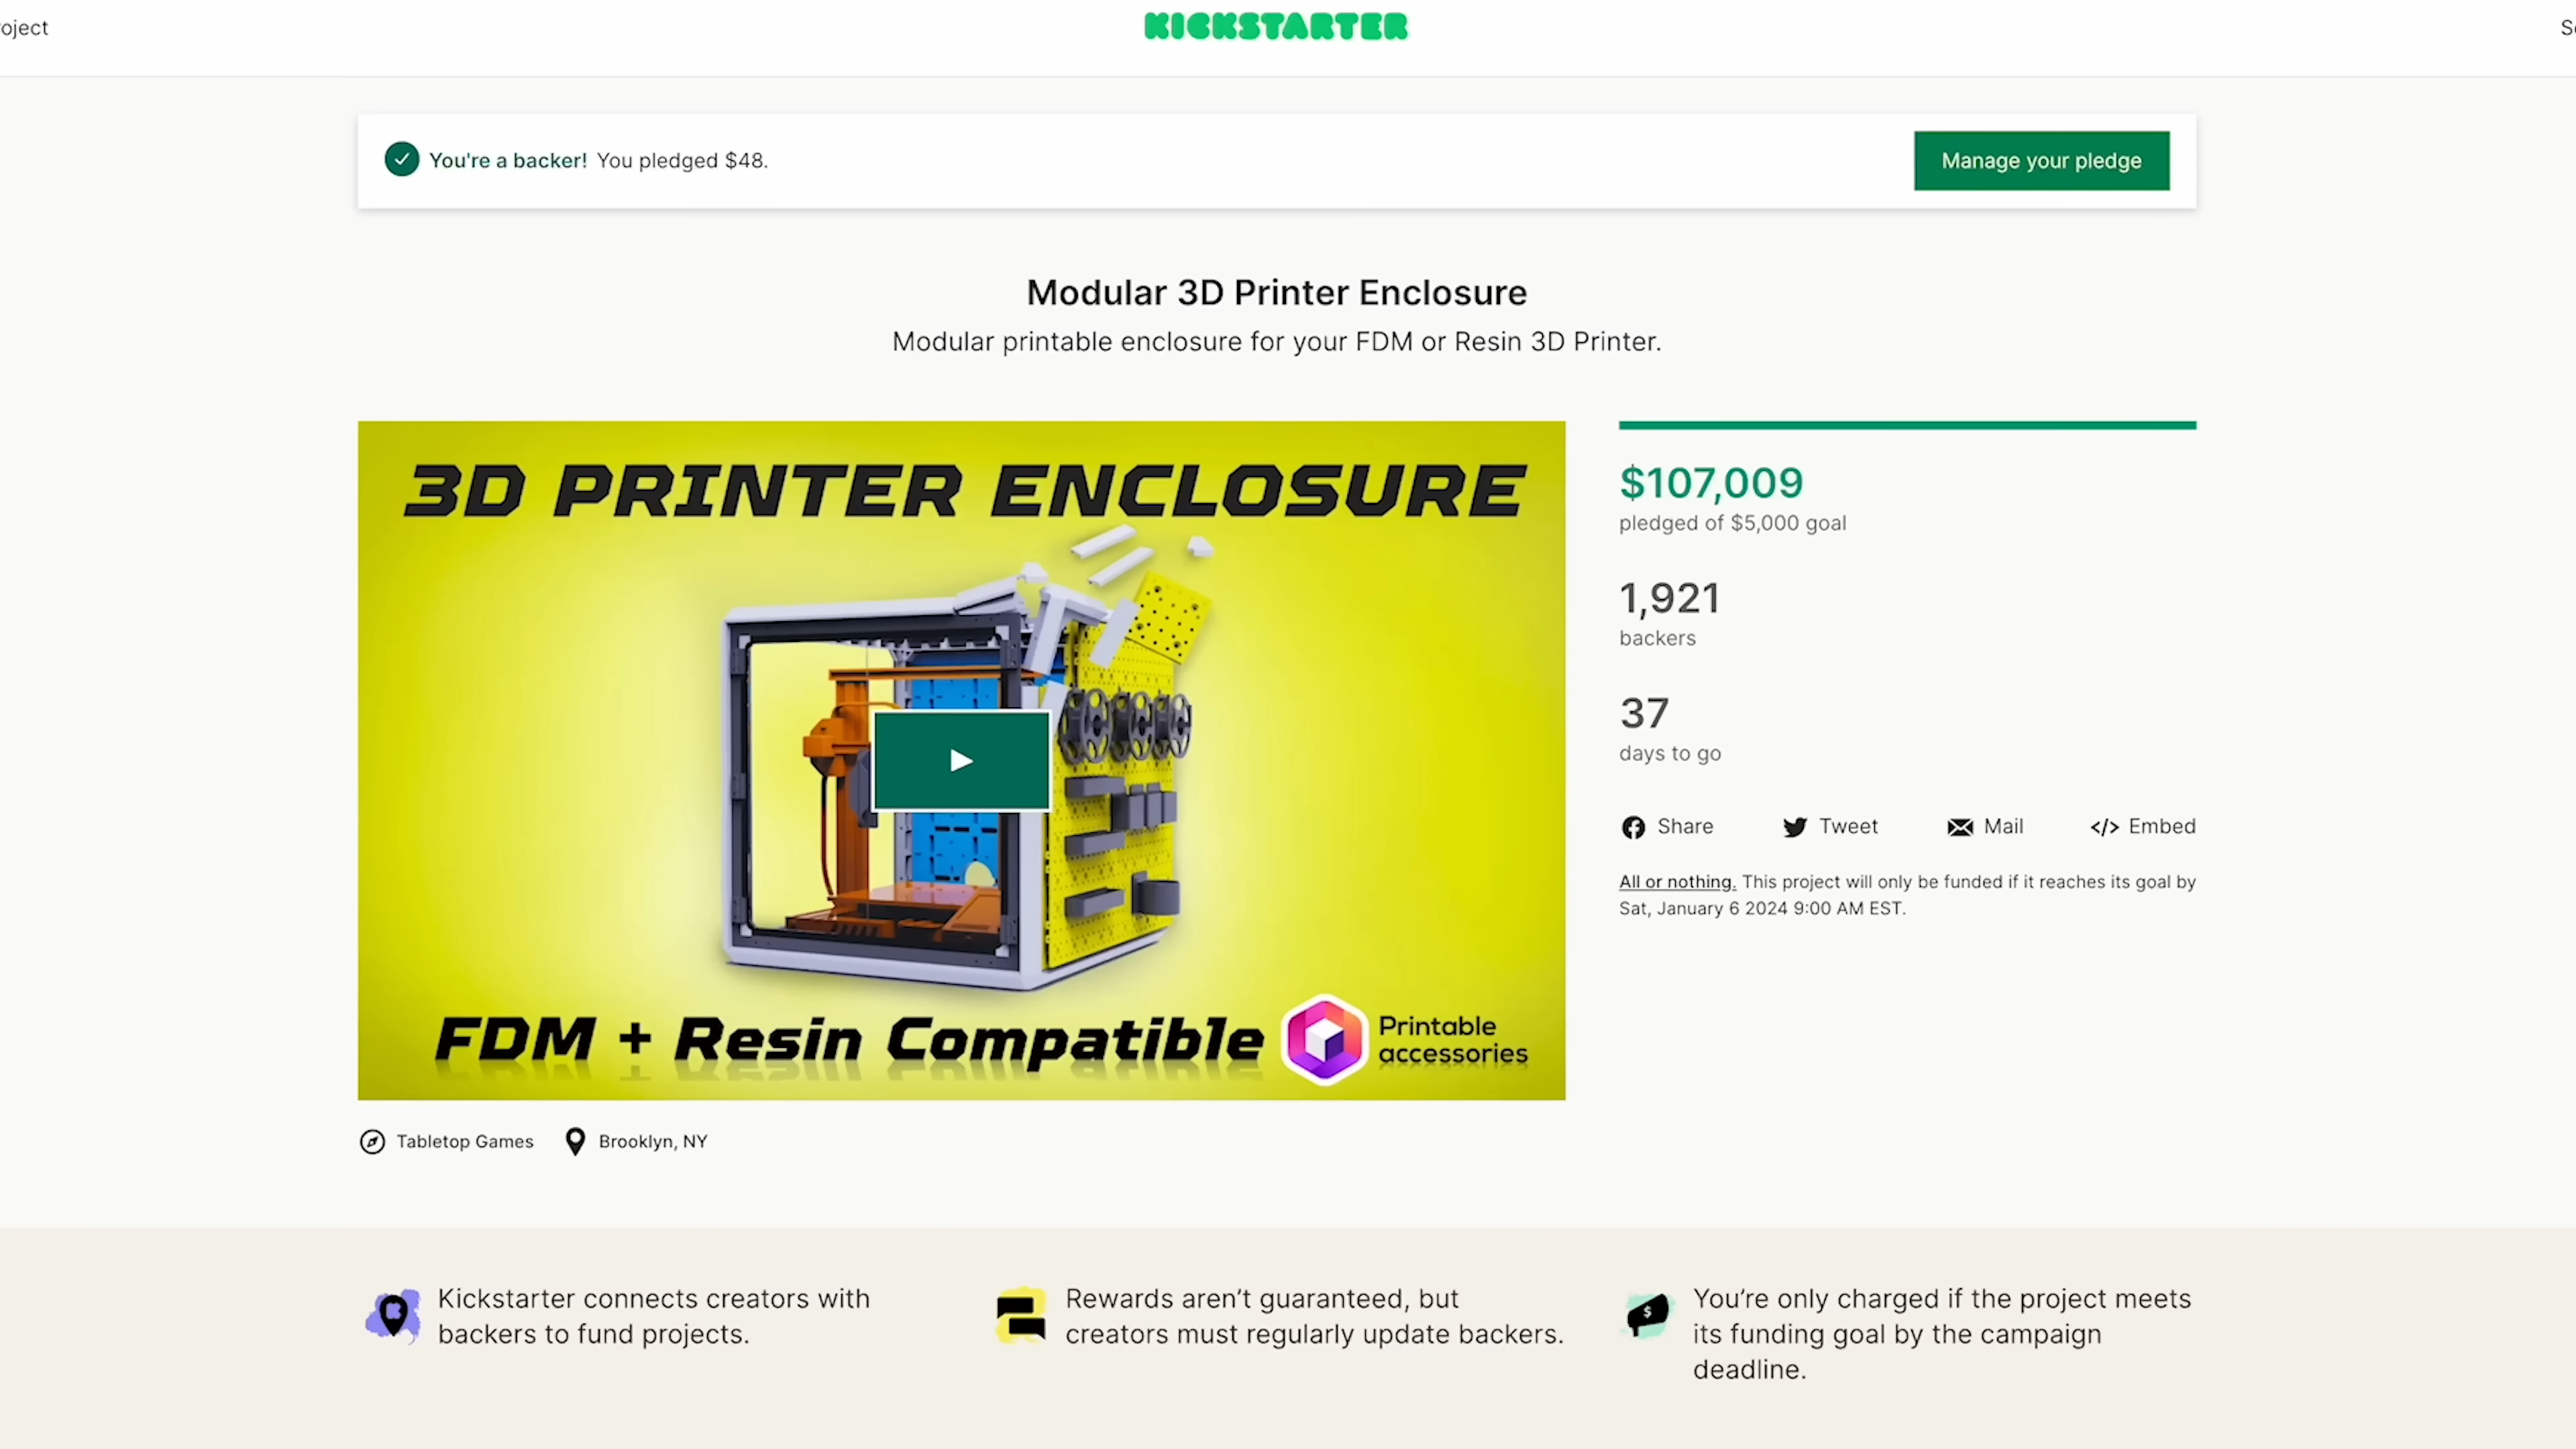 oject
KICKSTARTER
You're a backer! You pledged $48.
Manage your pledge
Modular 3D Printer Enclosure
Modular printable enclosure for your FDM or Resin 3D Printer.
3D PRINTER ENCLOSURE
FDM + Resin Compatible
Printable
accessories
$107,009
pledged of $5,000 goal
1,921
backers
37
days to go
Share
Tweet
Mail
</> Embed
All or nothing. This project will only be funded if it reaches its goal by
Sat, January 6 2024 9:00 AM EST.
Tabletop Games
Brooklyn, NY
Kickstarter connects creators with
backers to fund projects.
Rewards aren’t guaranteed, but
creators must regularly update backers.
You’re only charged if the project meets
its funding goal by the campaign
deadline.